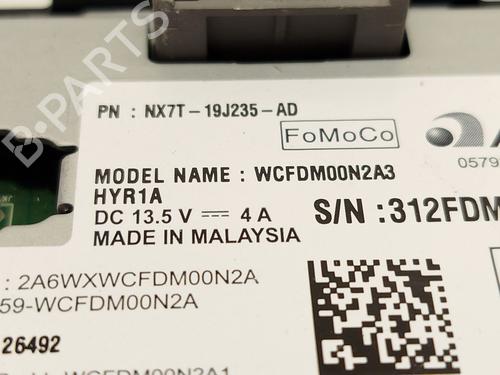 B-PARTS
PN : NX7T-19J235-AD
FoMoCo
0579
MODEL NAME : WCFDM00N2A3
HYR1A
DC 13.5 V ⎓ 4 A
S/N :312FDM
MADE IN MALAYSIA
: 2A6WXWCFDM00N2A
59-WCFDM00N2A
26492
WCFDM00N2A1